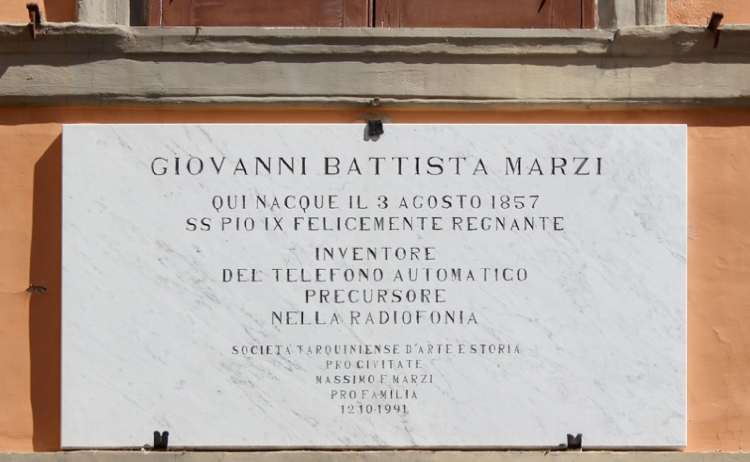 GIOVANNI BATTISTA MARZI
QUI NACQUE IL 3 AGOSTO 1857
SS PIO IX FELICEMENTE REGNANTE
INVENTORE
DEL TELEFONO AUTOMATICO
PRECURSORE
NELLA RADIOFONIA
SOCIETA TARQUINIENSE D'ARTE E STORIA
PRO CIVITATE
MASSIMO F MARZI
PRO FAMILIA
12·10·1991